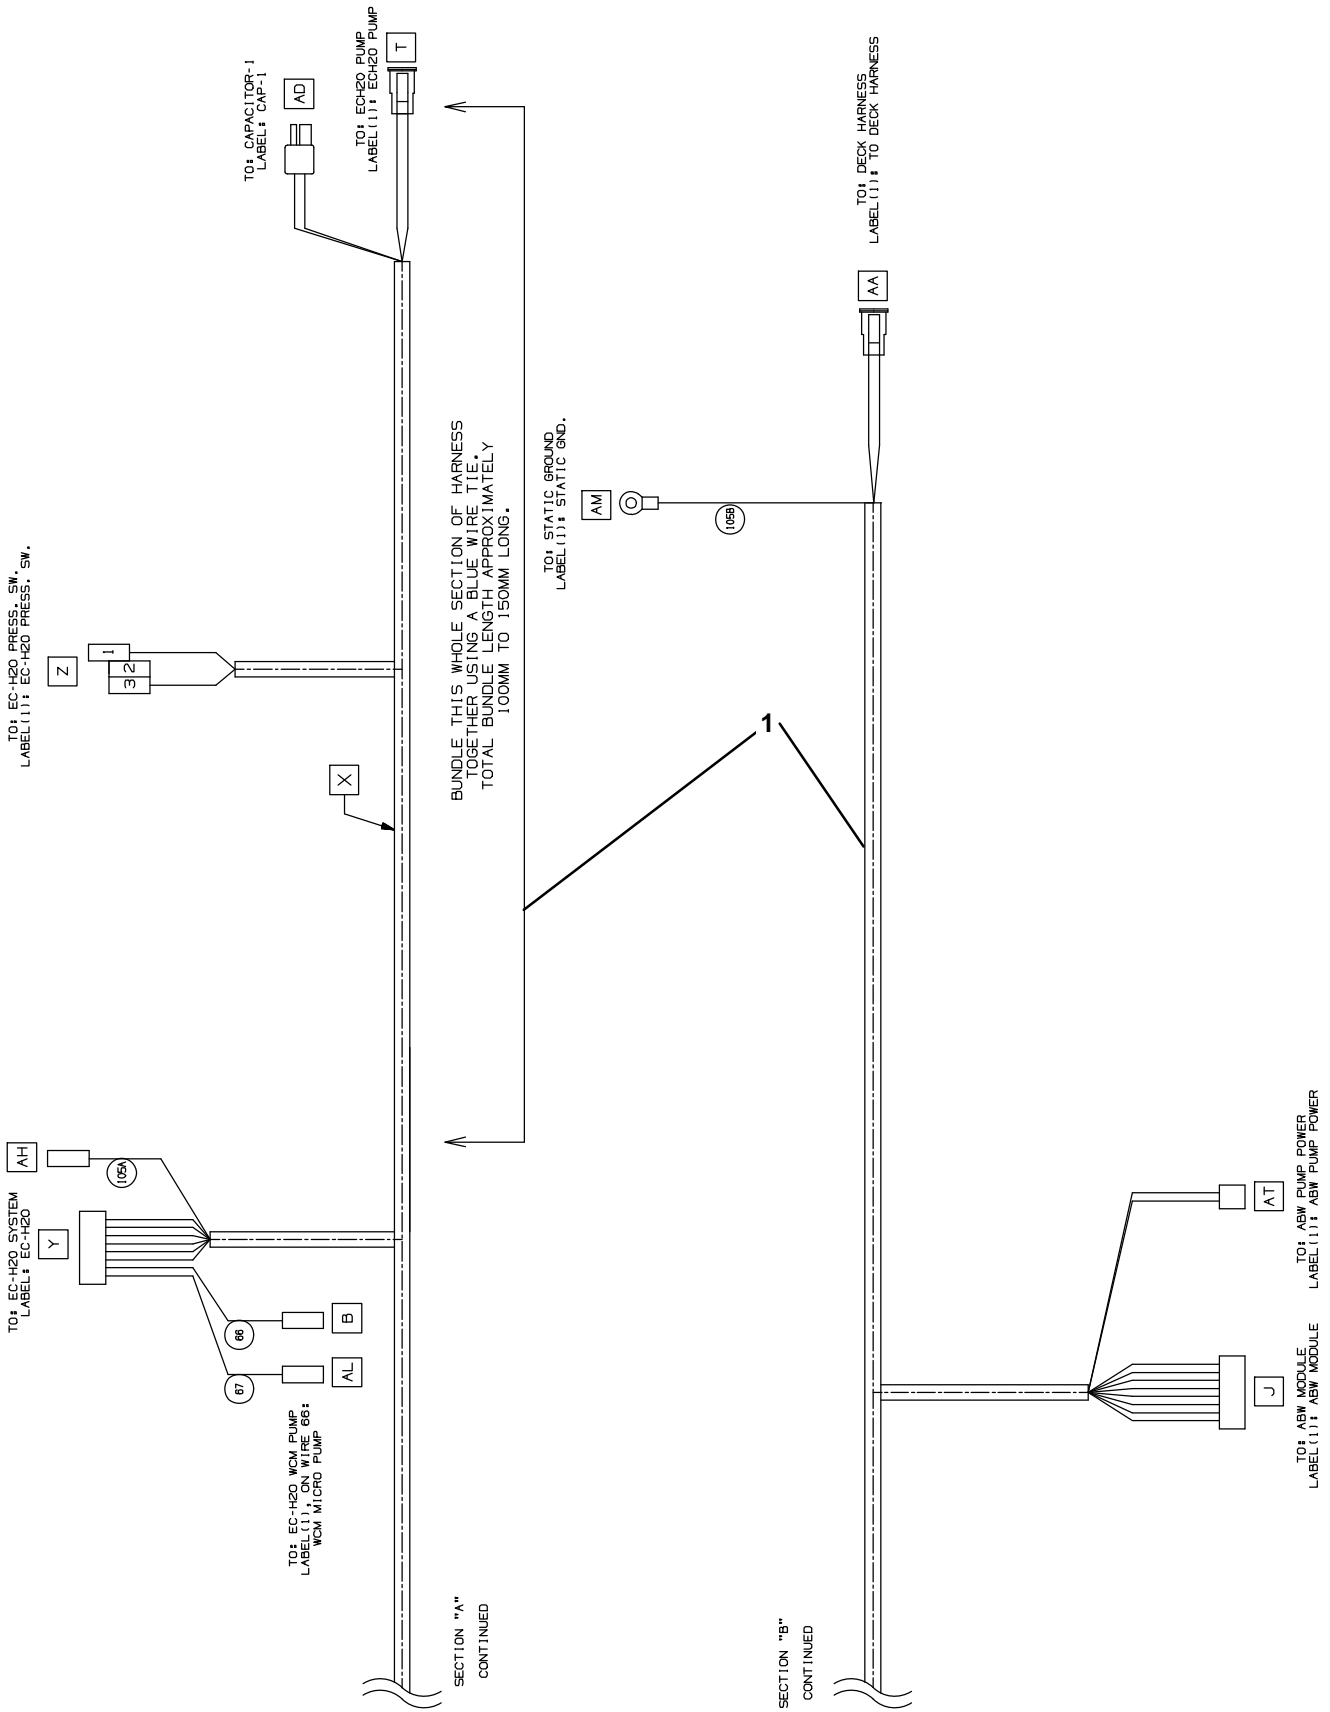 TO: EC-H2O PRESS. SW.
LABEL(1): EC-H2O PRESS. SW.
Z
1
2
3
TO: CAPACITOR-1
LABEL: CAP-1
AD
TO: ECH2O PUMP
LABEL(1): ECH2O PUMP
T
X
BUNDLE THIS WHOLE SECTION OF HARNESS
TOGETHER USING A BLUE WIRE TIE.
TOTAL BUNDLE LENGTH APPROXIMATELY
100MM TO 150MM LONG.
TO: EC-H2O SYSTEM
LABEL: EC-H2O
AH
105A
Y
66
B
67
AL
TO: EC-H2O WCM PUMP
LABEL(1), ON WIRE 66:
WCM MICRO PUMP
SECTION "A"
CONTINUED
1
TO: STATIC GROUND
LABEL(1): STATIC GND.
AM
105B
TO: DECK HARNESS
LABEL(1): TO DECK HARNESS
AA
AT
TO: ABW PUMP POWER
LABEL(1): ABW PUMP POWER
J
TO: ABW MODULE
LABEL(1): ABW MODULE
SECTION "B"
CONTINUED